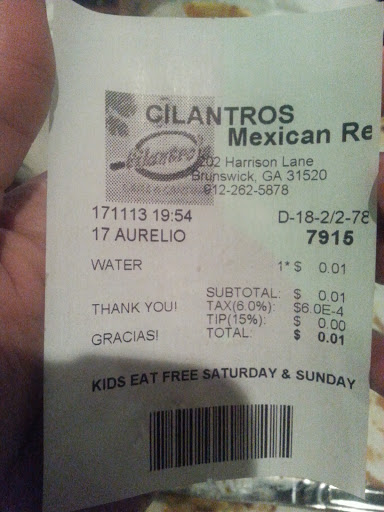 CILANTROS
Mexican Re
Cilantro's
202 Harrison Lane
Brunswick, GA 31520
912-262-5878
171113 19:54 D-18-2/2-78
17 AURELIO 7915
WATER 1* $ 0.01
SUBTOTAL: $ 0.01
THANK YOU! TAX(6.0%): $6.0E-4
TIP(15%): $ 0.00
GRACIAS! TOTAL: $ 0.01
KIDS EAT FREE SATURDAY & SUNDAY